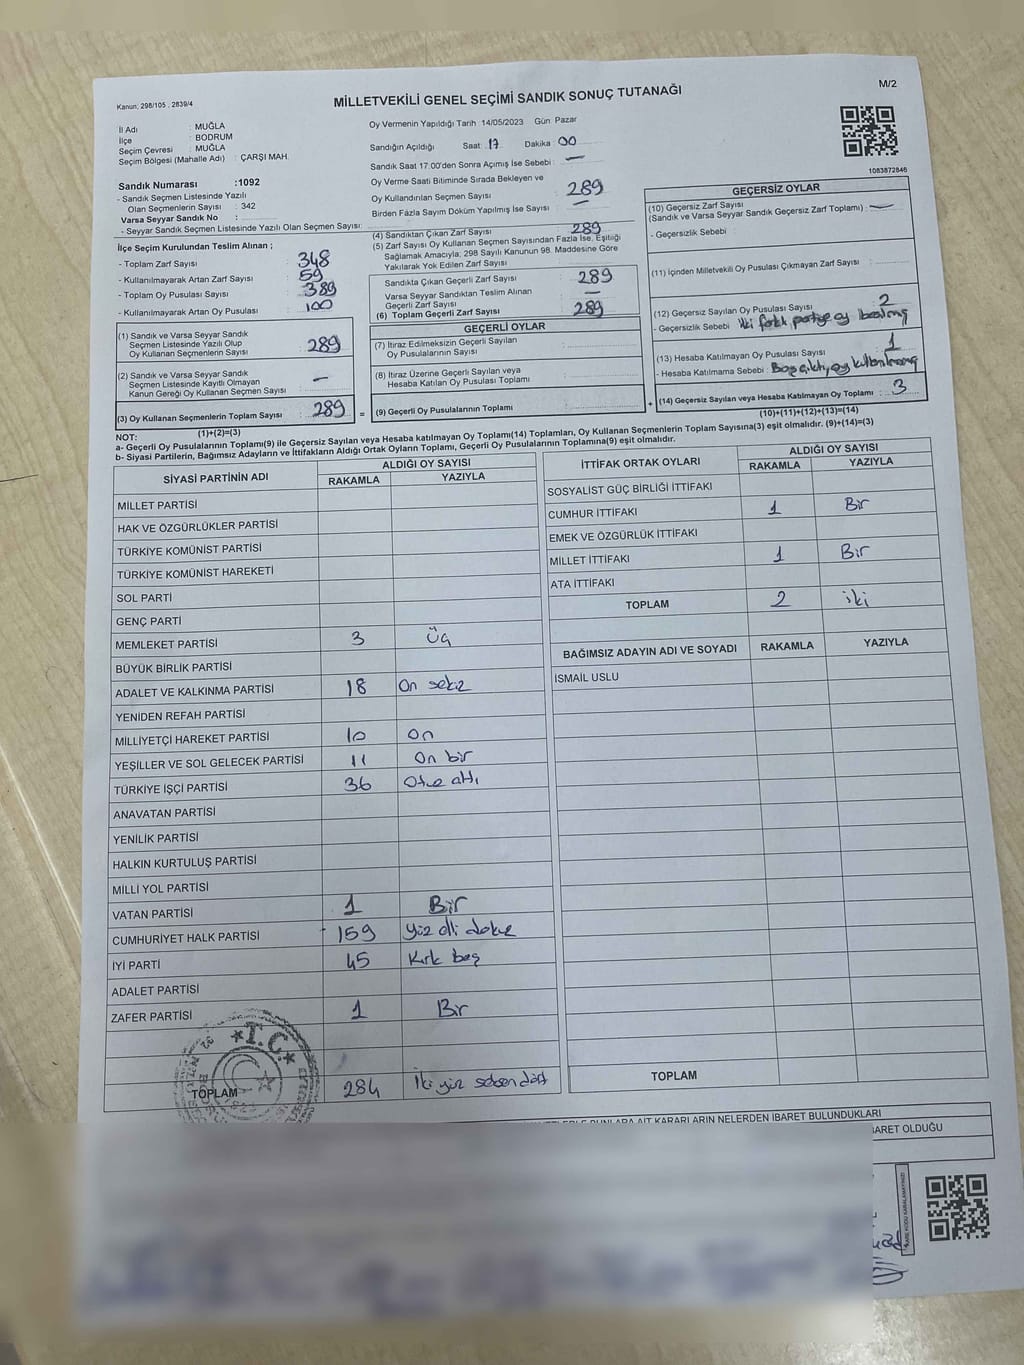 Kanun, 298/105 , 2839/4
MİLLETVEKİLİ GENEL SEÇİMİ SANDIK SONUÇ TUTANAĞI
M/2
İl Adı : MUĞLA
İlçe : BODRUM
Seçim Çevresi : MUĞLA
Seçim Bölgesi (Mahalle Adı) : ÇARŞI MAH.
Sandık Numarası :1092
- Sandık Seçmen Listesinde Yazılı
Olan Seçmenlerin Sayısı : 342
Varsa Seyyar Sandık No :
- Seyyar Sandık Seçmen Listesinde Yazılı Olan Seçmen Sayısı:
İlçe Seçim Kurulundan Teslim Alınan ;
- Toplam Zarf Sayısı : 348
- Kullanılmayarak Artan Zarf Sayısı : 59
- Toplam Oy Pusulası Sayısı : 389
- Kullanılmayarak Artan Oy Pusulası : 100
(1) Sandık ve Varsa Seyyar Sandık
Seçmen Listesinde Yazılı Olup
Oy Kullanan Seçmenlerin Sayısı : 289
(2) Sandık ve Varsa Seyyar Sandık
Seçmen Listesinde Kayıtlı Olmayan
Kanun Gereği Oy Kullanan Seçmen Sayısı : —
(3) Oy Kullanan Seçmenlerin Toplam Sayısı : 289
(1)+(2)=(3)
Oy Vermenin Yapıldığı Tarih 14/05/2023 Gün: Pazar
Sandığın Açıldığı Saat : 17 Dakika : 00
Sandık Saat 17:00'den Sonra Açımış İse Sebebi : —
Oy Verme Saati Bitiminde Sırada Bekleyen ve
Oy Kullandırılan Seçmen Sayısı : 289
Birden Fazla Sayım Döküm Yapılmış İse Sayısı : —
(4) Sandıktan Çıkan Zarf Sayısı : 289
(5) Zarf Sayısı Oy Kullanan Seçmen Sayısından Fazla İse, Eşitliği
Sağlamak Amacıyla, 298 Sayılı Kanunun 98. Maddesine Göre
Yakılarak Yok Edilen Zarf Sayısı :
Sandıkta Çıkan Geçerli Zarf Sayısı : 289
Varsa Seyyar Sandıktan Teslim Alınan
Geçerli Zarf Sayısı : —
(6) Toplam Geçerli Zarf Sayısı : 289
GEÇERLİ OYLAR
(7) İtiraz Edilmeksizin Geçerli Sayılan
Oy Pusulalarının Sayısı :
(8) İtiraz Üzerine Geçerli Sayılan veya
Hesaba Katılan Oy Pusulası Toplamı :
= (9) Geçerli Oy Pusulalarının Toplamı :
1083872846
GEÇERSİZ OYLAR
(10) Geçersiz Zarf Sayısı
(Sandık ve Varsa Seyyar Sandık Geçersiz Zarf Toplamı) : —
- Geçersizlik Sebebi :
(11) İçinden Milletvekili Oy Pusulası Çıkmayan Zarf Sayısı :
(12) Geçersiz Sayılan Oy Pusulası Sayısı : 2
- Geçersizlik Sebebi : iki farklı partiye oy basılmış
(13) Hesaba Katılmayan Oy Pusulası Sayısı : 1
- Hesaba Katılmama Sebebi : Boş çıktı, oy kullanılmamış
+ (14) Geçersiz Sayılan veya Hesaba Katılmayan Oy Toplamı : 3
(10)+(11)+(12)+(13)=(14)
NOT:
a- Geçerli Oy Pusulalarının Toplamı(9) ile Geçersiz Sayılan veya Hesaba katılmayan Oy Toplamı(14) Toplamları, Oy Kullanan Seçmenlerin Toplam Sayısına(3) eşit olmalıdır. (9)+(14)=(3)
b- Siyasi Partilerin, Bağımsız Adayların ve İttifakların Aldığı Ortak Oyların Toplamı, Geçerli Oy Pusulalarının Toplamına(9) eşit olmalıdır.
SİYASİ PARTİNİN ADI ALDIĞI OY SAYISI
RAKAMLA YAZIYLA
MİLLET PARTİSİ
HAK VE ÖZGÜRLÜKLER PARTİSİ
TÜRKİYE KOMÜNİST PARTİSİ
TÜRKİYE KOMÜNİST HAREKETİ
SOL PARTİ
GENÇ PARTİ
MEMLEKET PARTİSİ 3 Üç
BÜYÜK BİRLİK PARTİSİ
ADALET VE KALKINMA PARTİSİ 18 On sekiz
YENİDEN REFAH PARTİSİ
MİLLİYETÇİ HAREKET PARTİSİ 10 On
YEŞİLLER VE SOL GELECEK PARTİSİ 11 On bir
TÜRKİYE İŞÇİ PARTİSİ 36 Otuz altı
ANAVATAN PARTİSİ
YENİLİK PARTİSİ
HALKIN KURTULUŞ PARTİSİ
MİLLİ YOL PARTİSİ
VATAN PARTİSİ 1 Bir
CUMHURİYET HALK PARTİSİ 159 Yüz elli dokuz
İYİ PARTİ 45 Kırk beş
ADALET PARTİSİ
ZAFER PARTİSİ 1 Bir
T.C.
TOPLAM 284 İki yüz seksen dört
İTTİFAK ORTAK OYLARI ALDIĞI OY SAYISI
RAKAMLA YAZIYLA
SOSYALİST GÜÇ BİRLİĞİ İTTİFAKI
CUMHUR İTTİFAKI 1 Bir
EMEK VE ÖZGÜRLÜK İTTİFAKI
MİLLET İTTİFAKI 1 Bir
ATA İTTİFAKI
TOPLAM 2 iki
BAĞIMSIZ ADAYIN ADI VE SOYADI RAKAMLA YAZIYLA
İSMAİL USLU
TOPLAM
BUNLARA AİT KARARLARIN NELERDEN İBARET BULUNDUKLARI
İBARET OLDUĞU